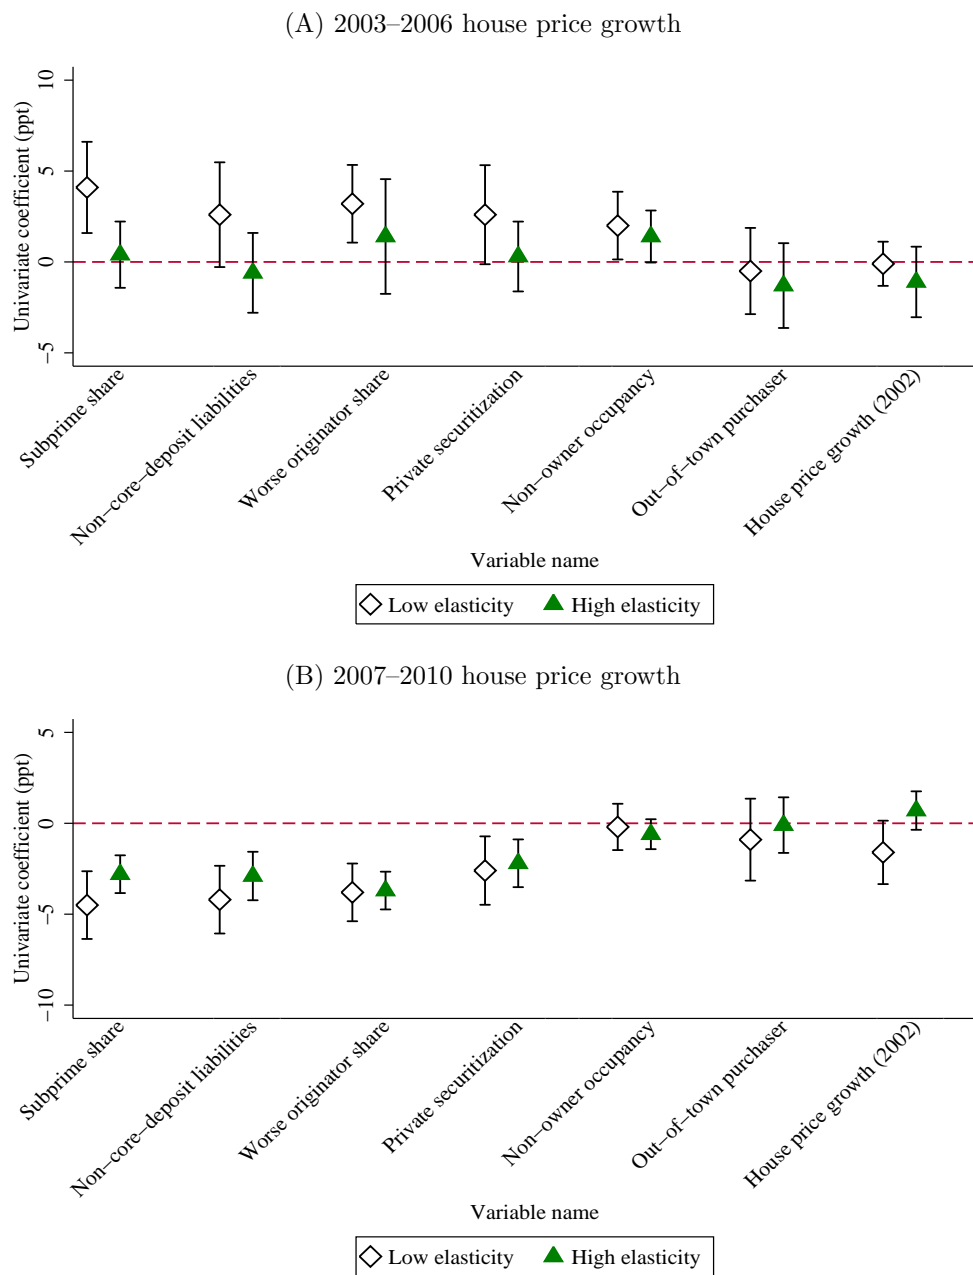 (A) 2003–2006 house price growth
Univariate coefficient (ppt)
10
5
0
−5
Subprime share
Non−core−deposit liabilities
Worse originator share
Private securitization
Non−owner occupancy
Out−of−town purchaser
House price growth (2002)
Variable name
Low elasticity High elasticity
(B) 2007–2010 house price growth
Univariate coefficient (ppt)
5
0
−5
−10
Subprime share
Non−core−deposit liabilities
Worse originator share
Private securitization
Non−owner occupancy
Out−of−town purchaser
House price growth (2002)
Variable name
Low elasticity High elasticity